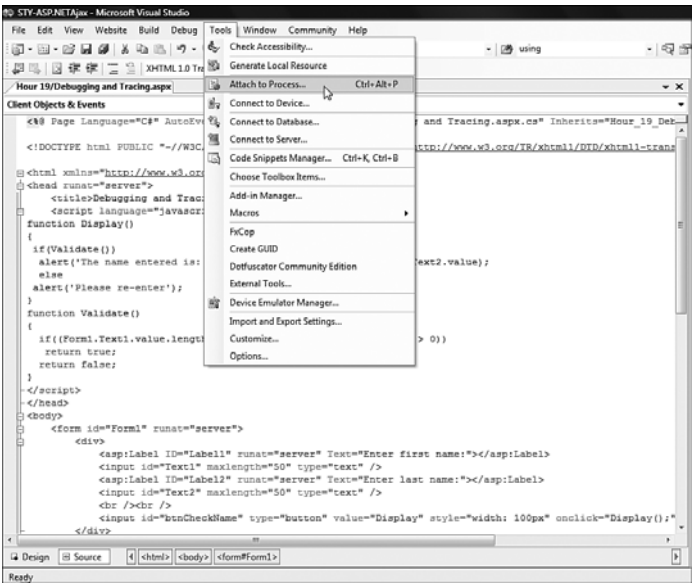 STY-ASP.NETAjax - Microsoft Visual Studio
File Edit View Website Build Debug Tools Window Community Help
using
XHTML 1.0 Tra
Check Accessibility...
Generate Local Resource
Attach to Process... Ctrl+Alt+P
Connect to Device...
Connect to Database...
Connect to Server...
Code Snippets Manager... Ctrl+K, Ctrl+B
Choose Toolbox Items...
Add-in Manager...
Macros
FxCop
Create GUID
Dotfuscator Community Edition
External Tools...
Device Emulator Manager...
Import and Export Settings...
Customize...
Options...
Hour 19/Debugging and Tracing.aspx
Client Objects & Events
<%@ Page Language="C#" AutoEve and Tracing.aspx.cs" Inherits="Hour_19_Deb
<!DOCTYPE html PUBLIC "-//W3C. http://www.w3.org/TR/xhtml1/DTD/xhtml1-trans
<html xmlns="http://www.w3.or
<head runat="server">
<title>Debugging and Trac
<script language="javascri
function Display()
{
if(Validate())
alert('The name entered is: ext2.value);
else
alert('Please re-enter');
}
function Validate()
{
if((Form1.Text1.value.lengt > 0))
return true;
return false;
}
</script>
</head>
<body>
<form id="Form1" runat="server">
<div>
<asp:Label ID="Label1" runat="server" Text="Enter first name:"></asp:Label>
<input id="Text1" maxlength="50" type="text" />
<asp:Label ID="Label2" runat="server" Text="Enter last name:"></asp:Label>
<input id="Text2" maxlength="50" type="text" />
<br /><br />
<input id="btnCheckName" type="button" value="Display" style="width: 100px" onclick="Display();"
</div>
Design Source <html> <body> <form#Form1>
Ready